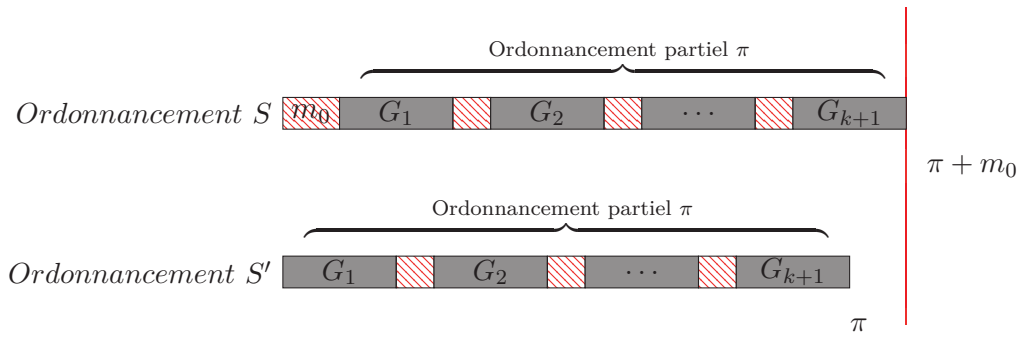 Ordonnancement partiel π
Ordonnancement S m₀ G₁ G₂ ⋯ Gₖ₊₁
π + m₀
Ordonnancement partiel π
Ordonnancement S′ G₁ G₂ ⋯ Gₖ₊₁
π